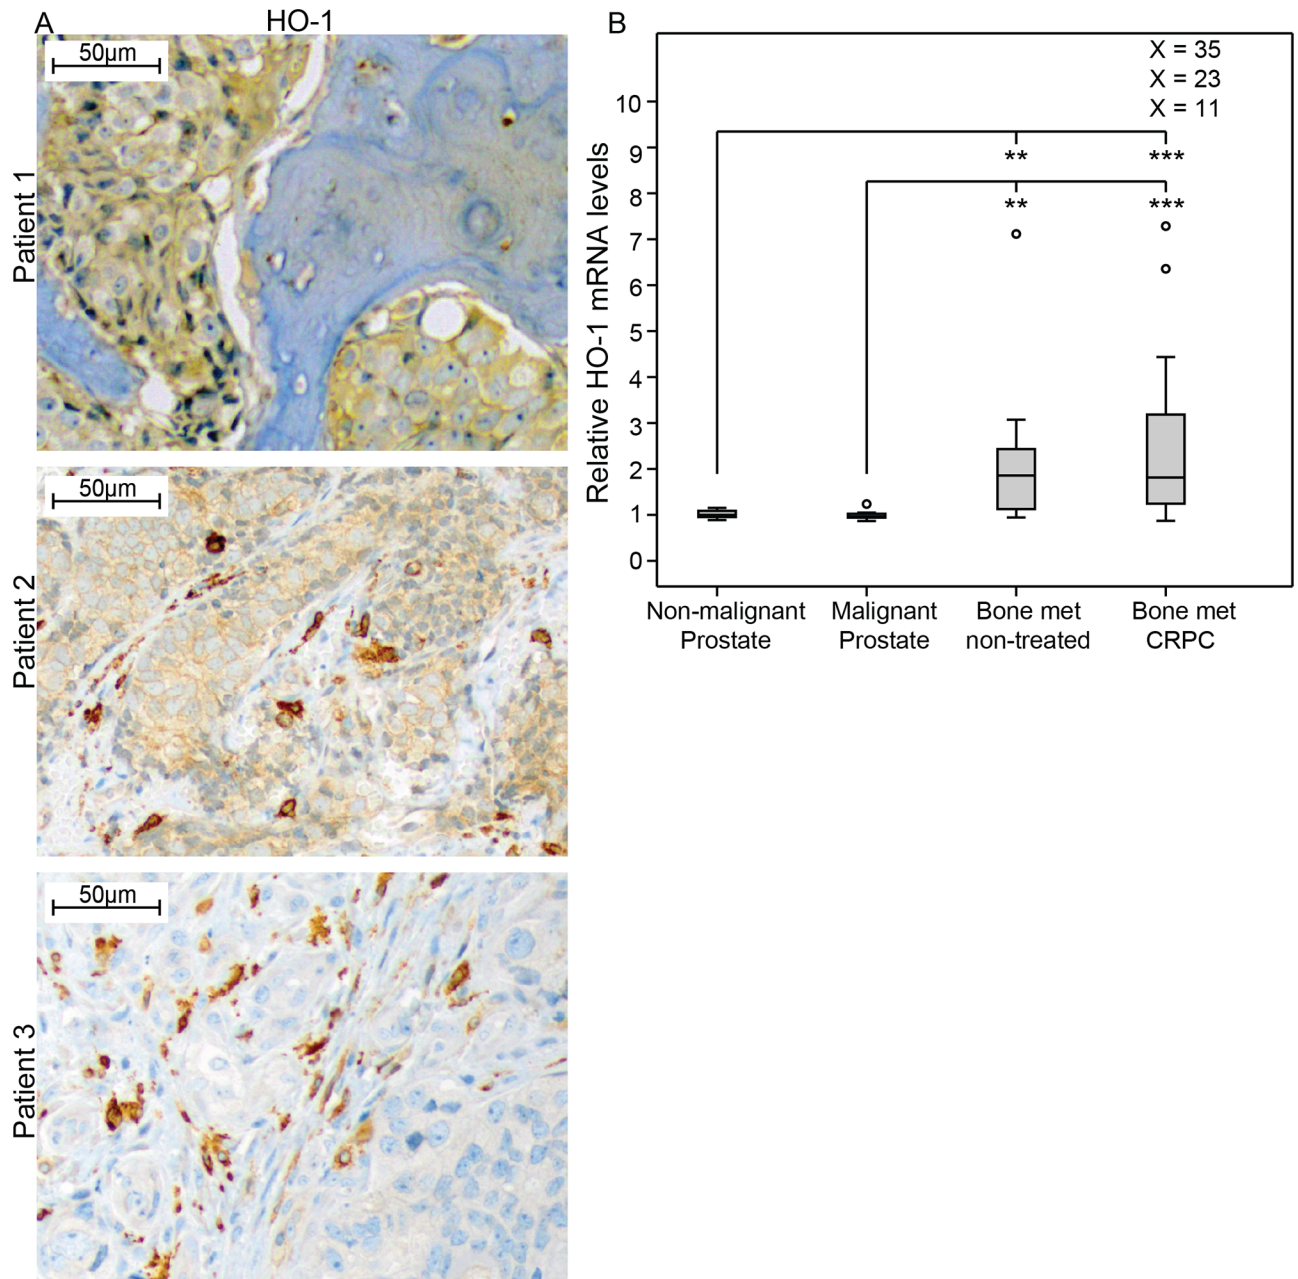 A
HO-1
50µm
Patient 1
50µm
Patient 2
50µm
Patient 3
B
X = 35
X = 23
X = 11
Relative HO-1 mRNA levels
10
9
8
7
6
5
4
3
2
1
0
** ***
** ***
Non-malignant
Prostate
Malignant
Prostate
Bone met
non-treated
Bone met
CRPC